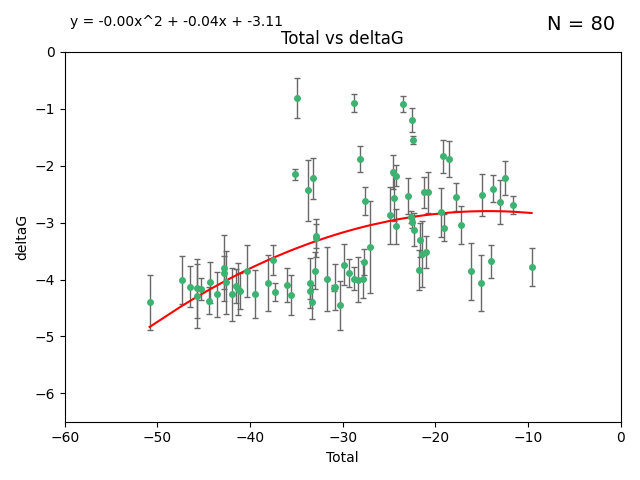 y = -0.00x^2 + -0.04x + -3.11
N = 80
Total vs deltaG
deltaG
0
−1
−2
−3
−4
−5
−6
−60
−50
−40
−30
−20
−10
0
Total